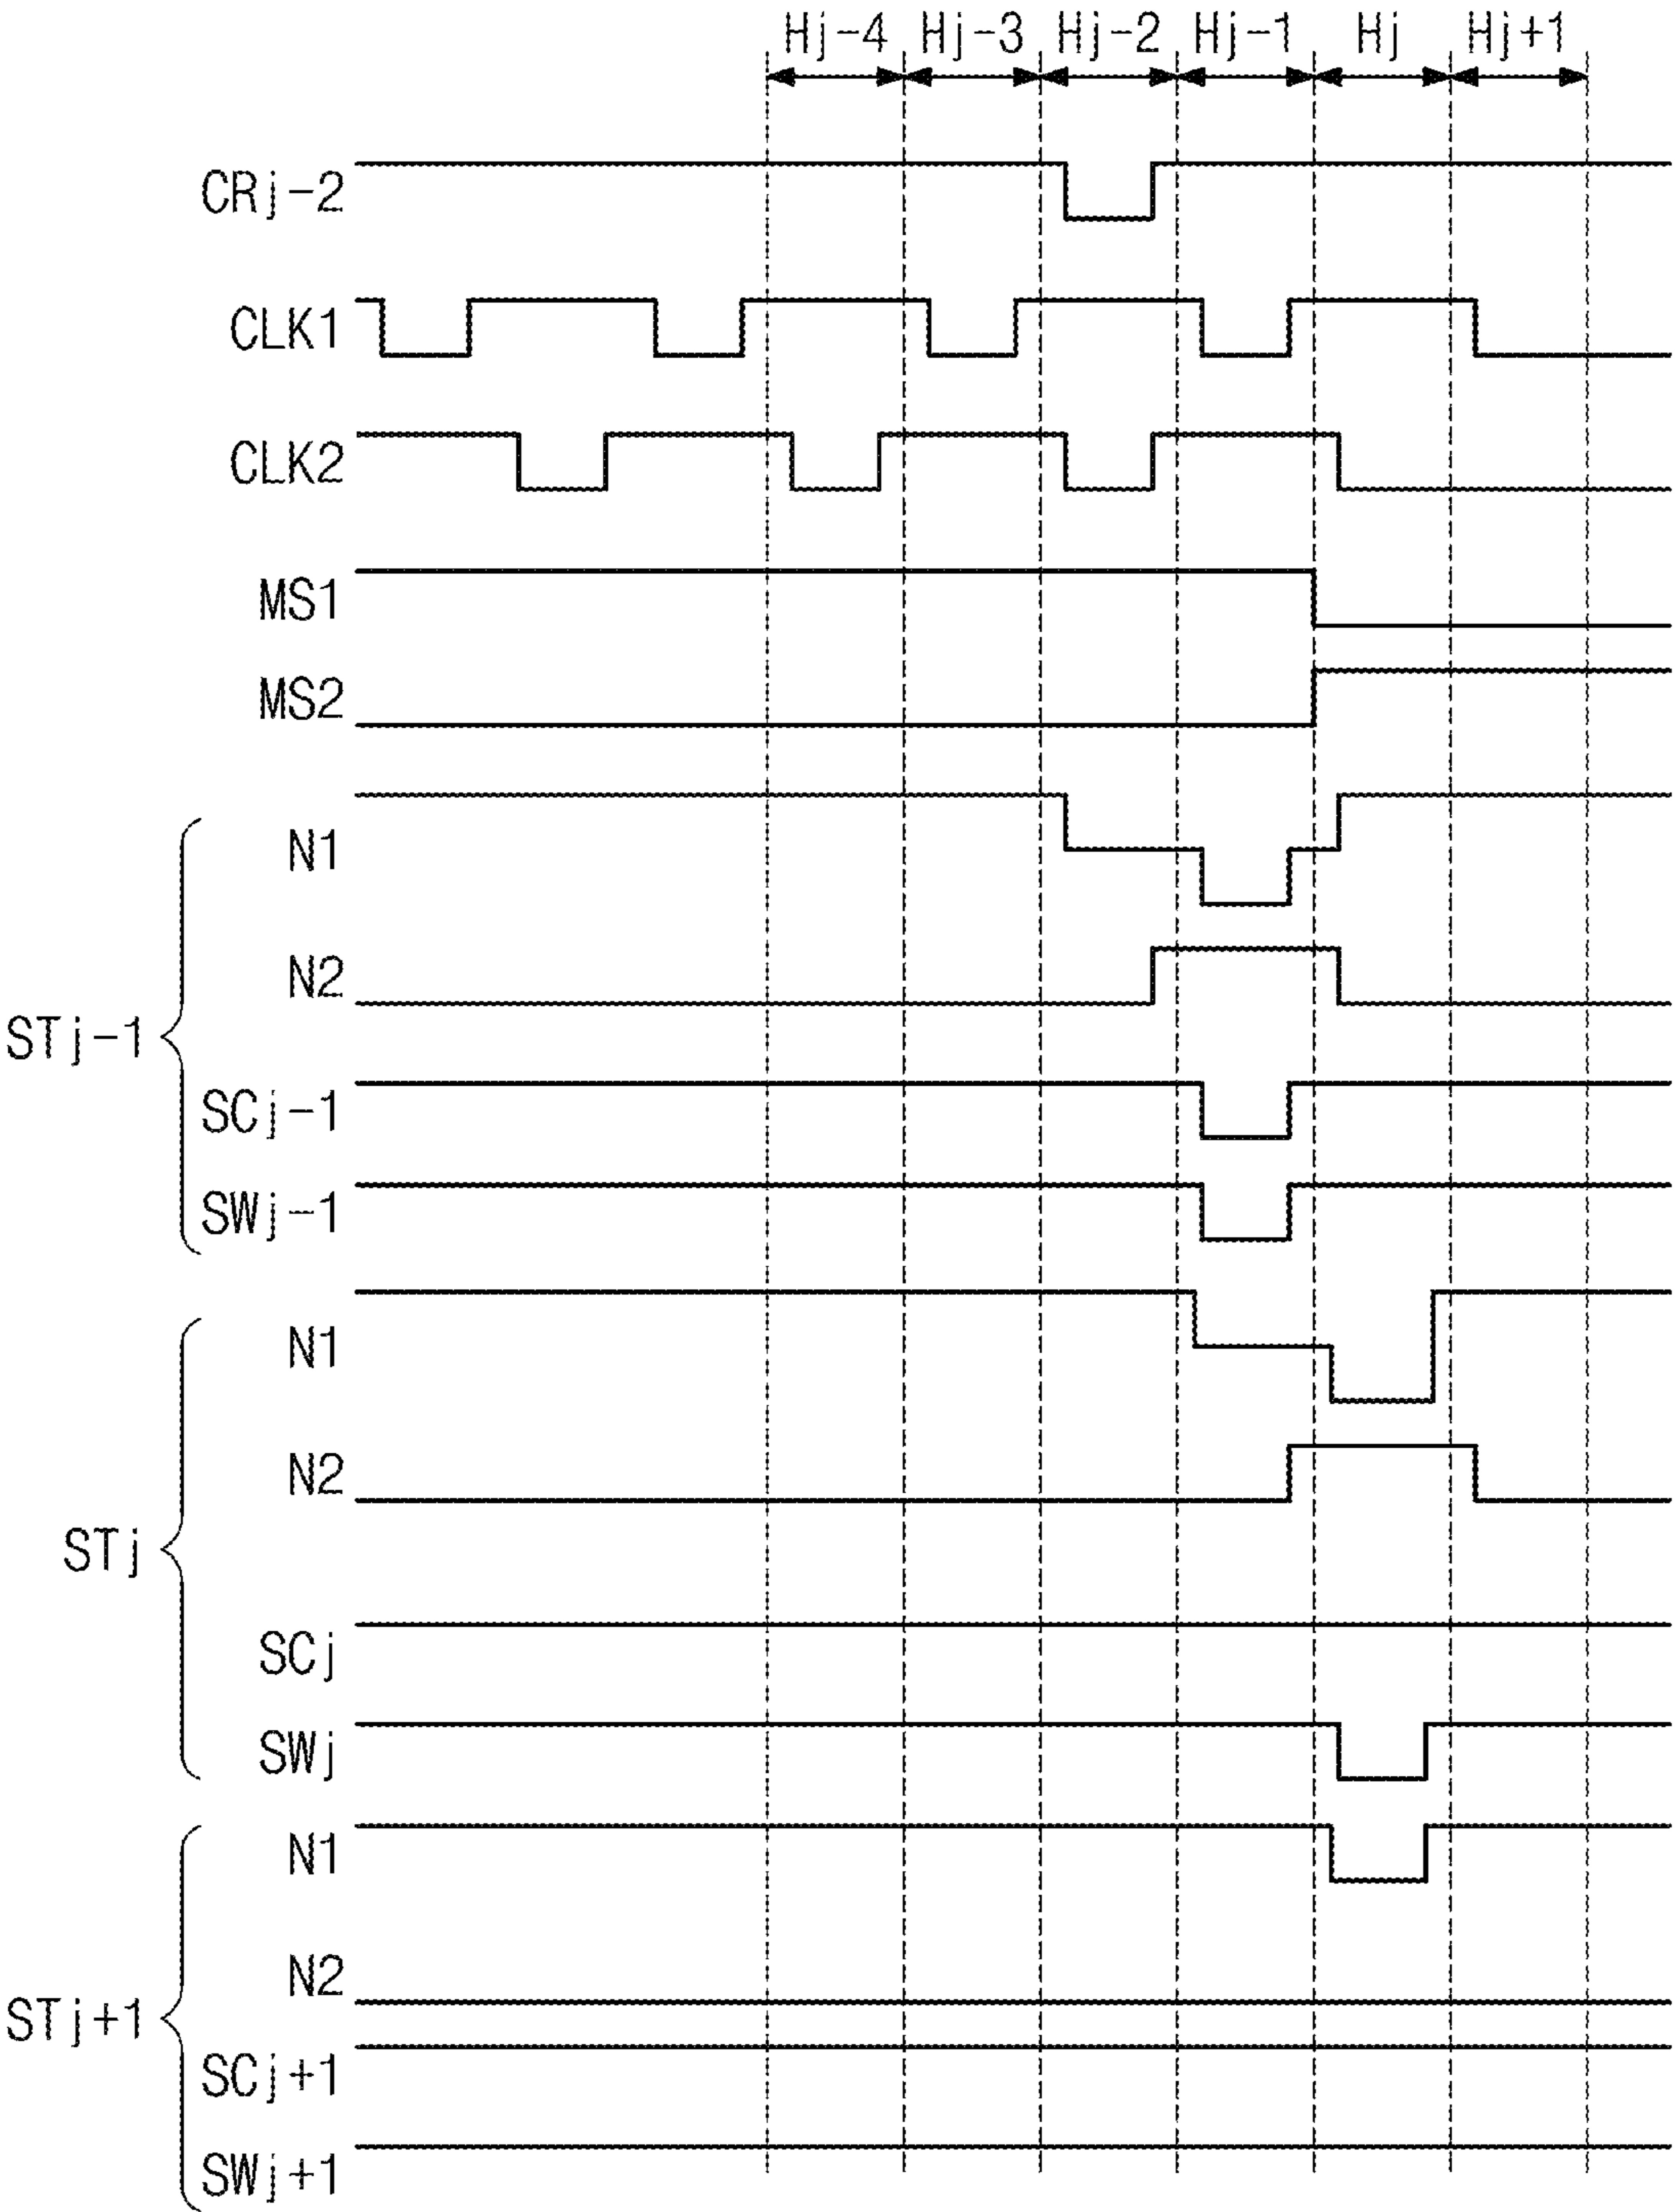 Hj-4 Hj-3 Hj-2 Hj-1 Hj Hj+1
CRj-2
CLK1
CLK2
MS1
MS2
STj-1
N1
N2
SCj-1
SWj-1
STj
N1
N2
SCj
SWj
STj+1
N1
N2
SCj+1
SWj+1